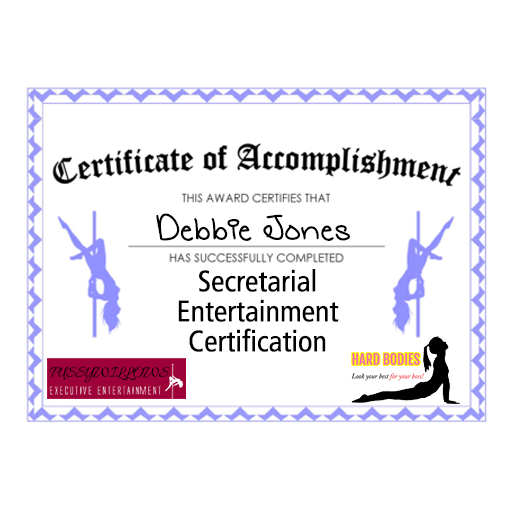 Certificate of Accomplishment
THIS AWARD CERTIFIES THAT
Debbie Jones
HAS SUCCESSFULLY COMPLETED
Secretarial
Entertainment
Certification
PUSSYWILLOWS
EXECUTIVE ENTERTAINMENT
HARD BODIES
Look your best for your boss!